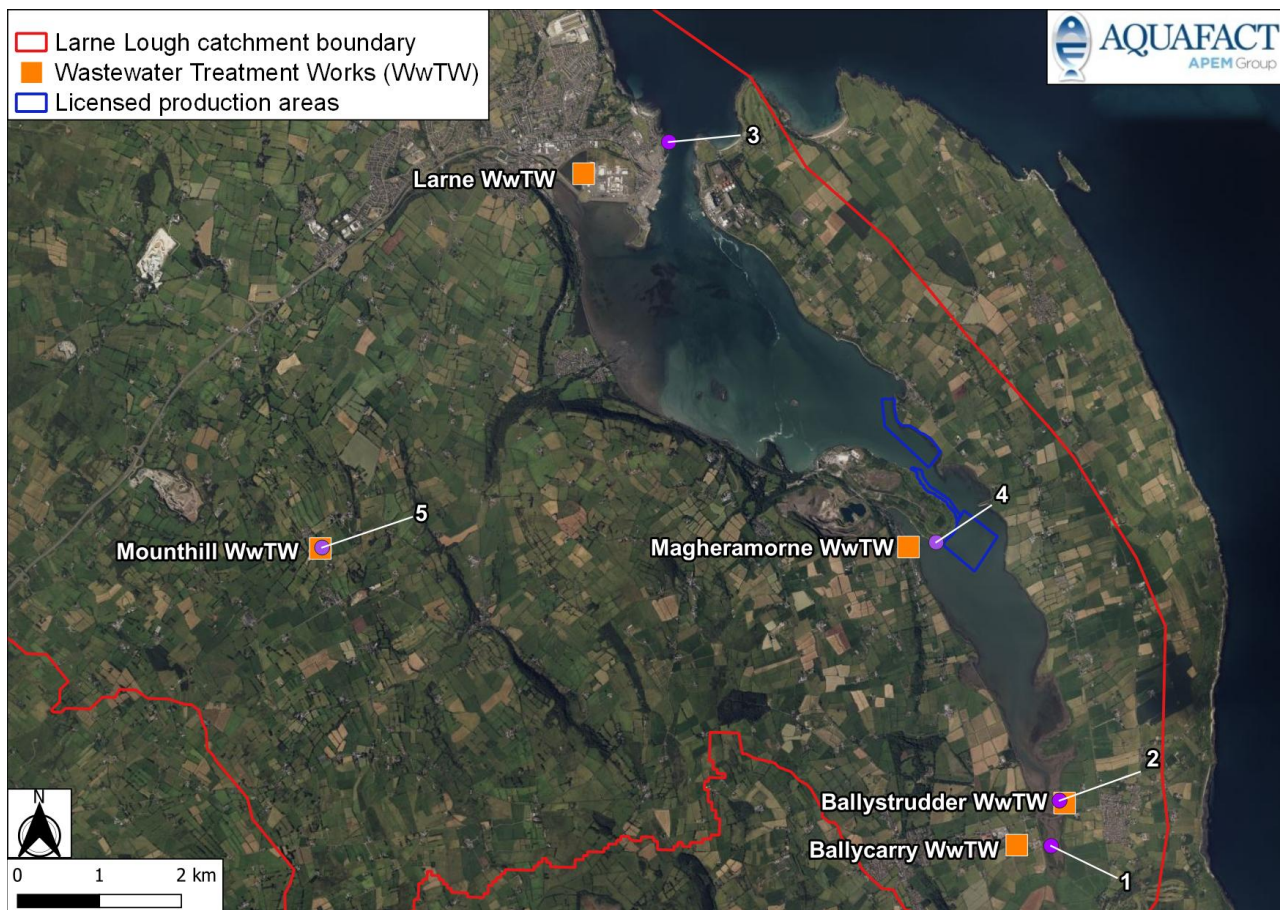 Larne Lough catchment boundary
Wastewater Treatment Works (WwTW)
Licensed production areas
AQUAFACT
APEM Group
3
Larne WwTW
4
5
Mounthill WwTW
Magheramorne WwTW
2
Ballystrudder WwTW
Ballycarry WwTW
1
N
0 1 2 km